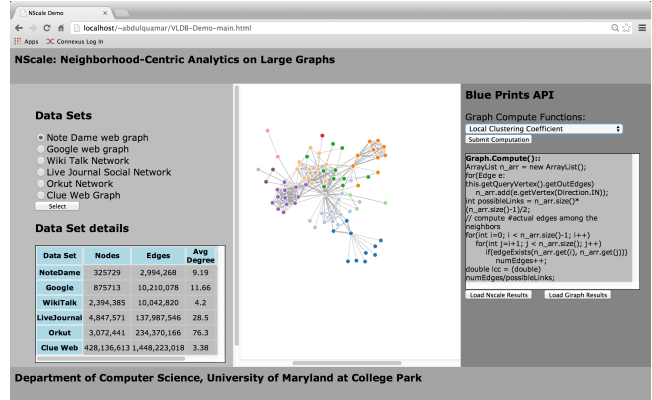 NScale Demo
localhost/~abdulquamar/VLDB-Demo-main.html
Apps Connexus Log In
NScale: Neighborhood-Centric Analytics on Large Graphs
Data Sets
Note Dame web graph
Google web graph
Wiki Talk Network
Live Journal Social Network
Orkut Network
Clue Web Graph
Select
Data Set details
Data Set Nodes Edges Avg Degree
NoteDame 325729 2,994,268 9.19
Google 875713 10,210,078 11.66
WikiTalk 2,394,385 10,042,820 4.2
LiveJournal 4,847,571 137,987,546 28.5
Orkut 3,072,441 234,370,166 76.3
Clue Web 428,136,613 1,448,223,018 3.38
Blue Prints API
Graph Compute Functions:
Local Clustering Coefficient
Submit Computation
Graph.Compute()::
ArrayList n_arr = new ArrayList();
for(Edge e:
this.getQueryVertex().getOutEdges)
n_arr.add(e.getVertex(Direction.IN));
int possibleLinks = n_arr.size()*
(n_arr.size()-1)/2;
// compute #actual edges among the
neighbors
for(int i=0; i < n_arr.size()-1; i++)
for(int j=i+1; j < n_arr.size(); j++)
if(edgeExists(n_arr.get(i), n_arr.get(j)))
numEdges++;
double lcc = (double)
numEdges/possibleLinks;
Load Nscale Results Load Giraph Results
Department of Computer Science, University of Maryland at College Park